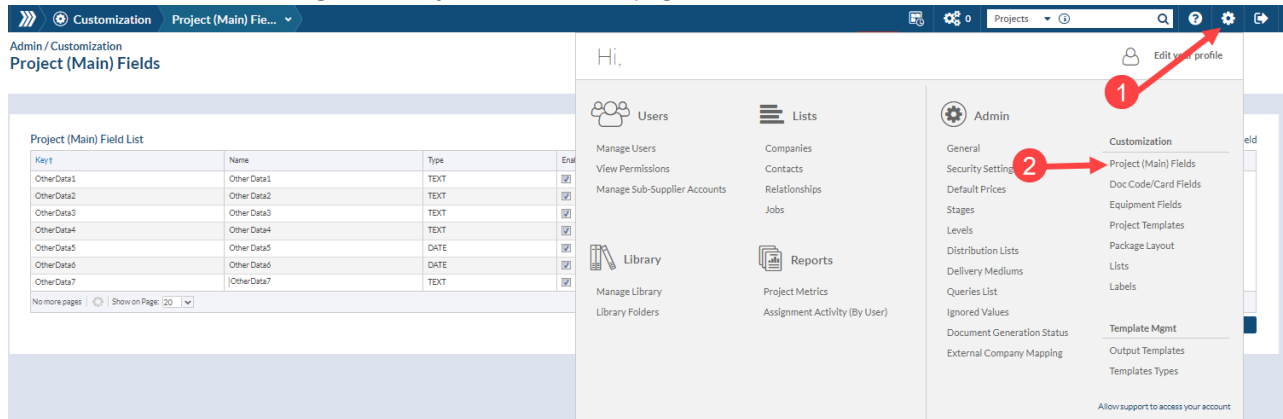 Customization
Project (Main) Fie...
0
Projects
Admin / Customization
Project (Main) Fields
Project (Main) Field List
Key↑ Name Type
OtherData1 Other Data1 TEXT
OtherData2 Other Data2 TEXT
OtherData3 Other Data3 TEXT
OtherData4 Other Data4 TEXT
OtherData5 Other Data5 DATE
OtherData6 Other Data6 DATE
OtherData7 OtherData7 TEXT
No more pages Show on Page: 20
Hi,
Edit your profile
1
Users
Manage Users
View Permissions
Manage Sub-Supplier Accounts
Lists
Companies
Contacts
Relationships
Jobs
Library
Manage Library
Library Folders
Reports
Project Metrics
Assignment Activity (By User)
Admin
General
Security Setting
2
Default Prices
Stages
Levels
Distribution Lists
Delivery Mediums
Queries List
Ignored Values
Document Generation Status
External Company Mapping
Customization
Project (Main) Fields
Doc Code/Card Fields
Equipment Fields
Project Templates
Package Layout
Lists
Labels
Template Mgmt
Output Templates
Templates Types
Allow support to access your account